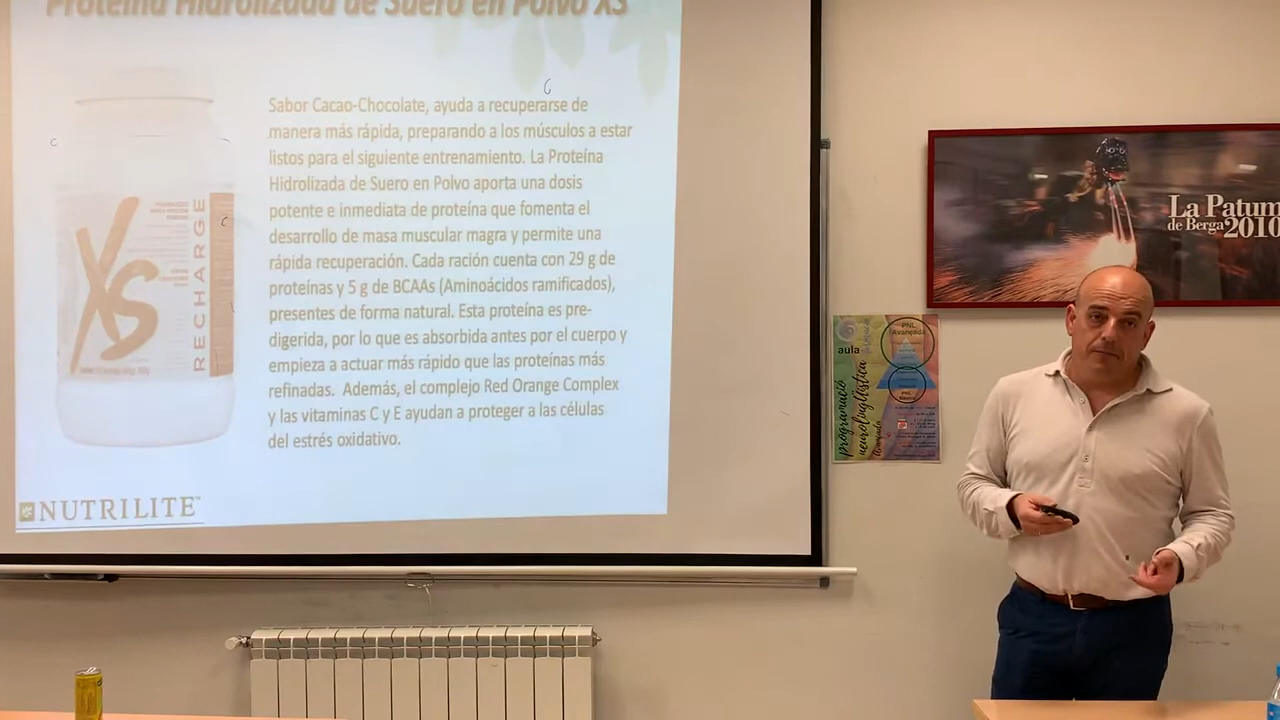 Proteína Hidrolizada de Suero en Polvo XS
Sabor Cacao-Chocolate, ayuda a recuperarse de
manera más rápida, preparando a los músculos a estar
listos para el siguiente entrenamiento. La Proteína
Hidrolizada de Suero en Polvo aporta una dosis
potente e inmediata de proteína que fomenta el
desarrollo de masa muscular magra y permite una
rápida recuperación. Cada ración cuenta con 29 g de
proteínas y 5 g de BCAAs (Aminoácidos ramificados),
presentes de forma natural. Esta proteína es pre-
digerida, por lo que es absorbida antes por el cuerpo y
empieza a actuar más rápido que las proteínas más
refinadas. Además, el complejo Red Orange Complex
y las vitaminas C y E ayudan a proteger a las células
del estrés oxidativo.
XS
RECHARGE
NUTRILITE™
La Patum
de Berga 2010
PNL
Avançada
aula
programació
neurolingüística